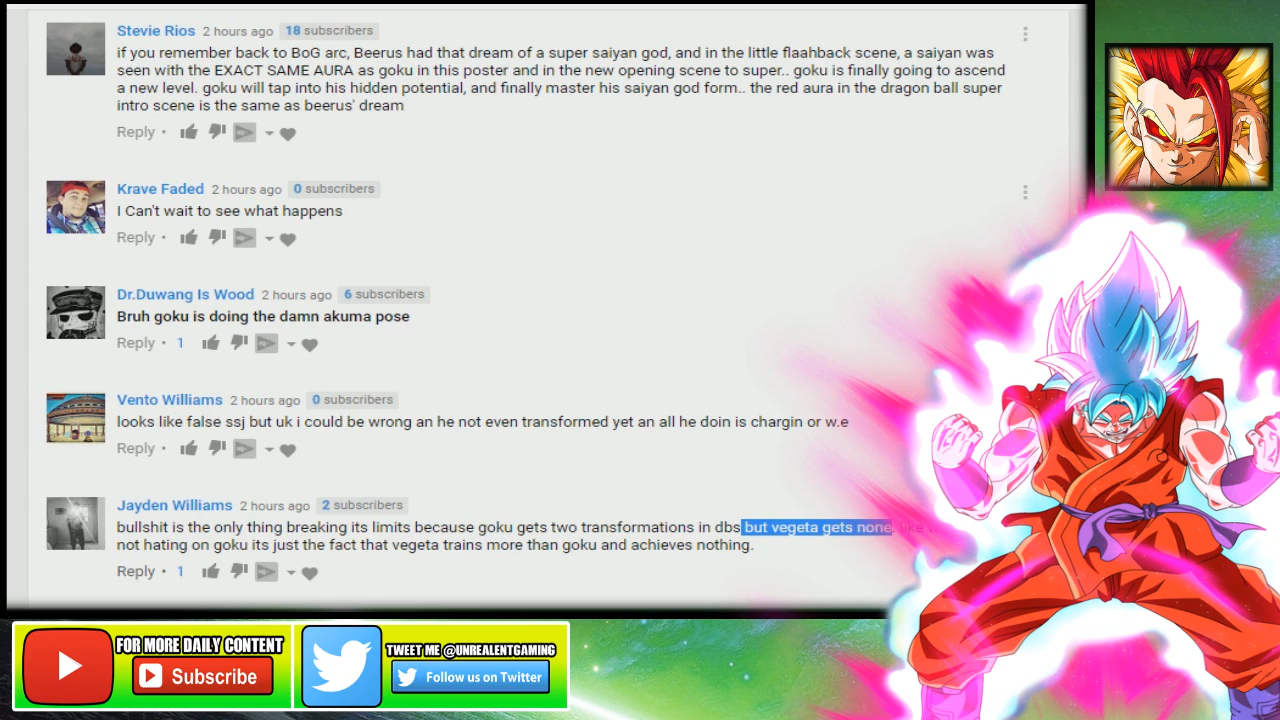 Stevie Rios 2 hours ago 18 subscribers
if you remember back to BoG arc, Beerus had that dream of a super saiyan god, and in the little flaahback scene, a saiyan was
seen with the EXACT SAME AURA as goku in this poster and in the new opening scene to super.. goku is finally going to ascend
a new level. goku will tap into his hidden potential, and finally master his saiyan god form.. the red aura in the dragon ball super
intro scene is the same as beerus' dream
Reply •
Krave Faded 2 hours ago 0 subscribers
I Can't wait to see what happens
Reply •
Dr.Duwang Is Wood 2 hours ago 6 subscribers
Bruh goku is doing the damn akuma pose
Reply • 1
Vento Williams 2 hours ago 0 subscribers
looks like false ssj but uk i could be wrong an he not even transformed yet an all he doin is chargin or w.e
Reply •
Jayden Williams 2 hours ago 2 subscribers
bullshit is the only thing breaking its limits because goku gets two transformations in dbs but vegeta gets none like
not hating on goku its just the fact that vegeta trains more than goku and achieves nothing.
Reply • 1
FOR MORE DAILY CONTENT
Subscribe
TWEET ME @UNREALENTGAMING
Follow us on Twitter